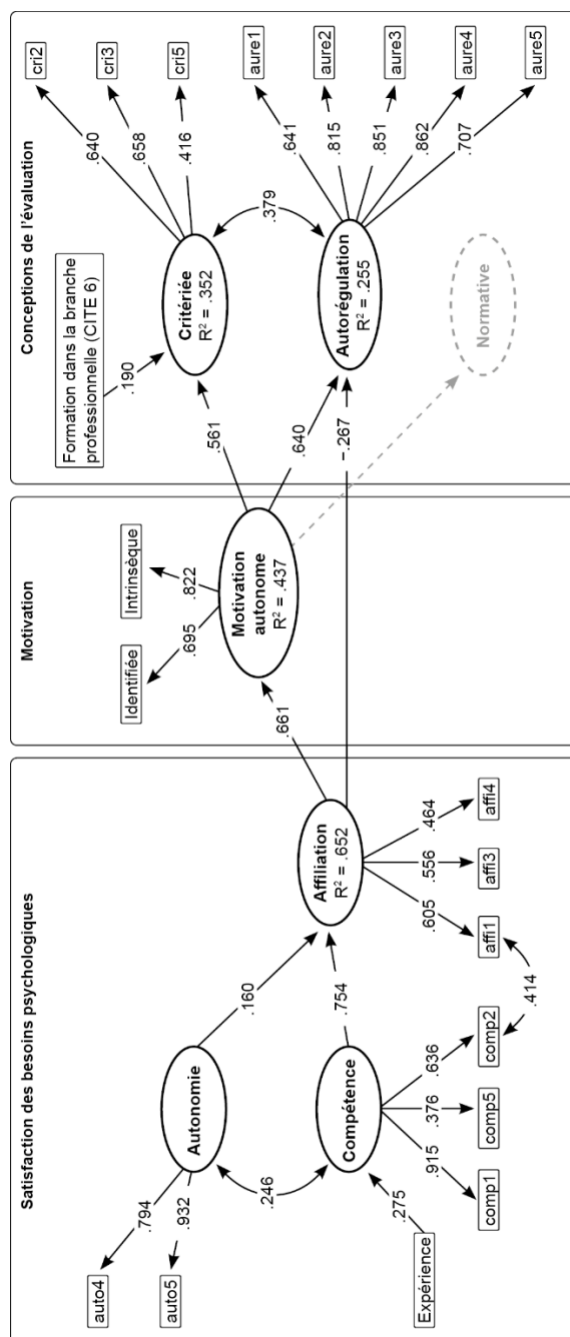 Satisfaction des besoins psychologiques
auto4
auto5
.794
.932
Autonomie
.246
.160
Compétence
.275
Expérience
.915
.376
.636
comp1
comp5
comp2
.414
.754
Affiliation
R² = .652
.605
.556
.464
affi1
affi3
affi4
.661
−.267
Motivation
Identifiée
Intrinsèque
.695
.822
Motivation
autonome
R² = .437
.561
.640
Conceptions de l’évaluation
Formation dans la branche
professionnelle (CITE 6)
.190
Critériée
R² = .352
.640
.658
.416
cri2
cri3
cri5
.379
Autorégulation
R² = .255
.641
.815
.851
.862
.707
aure1
aure2
aure3
aure4
aure5
Normative